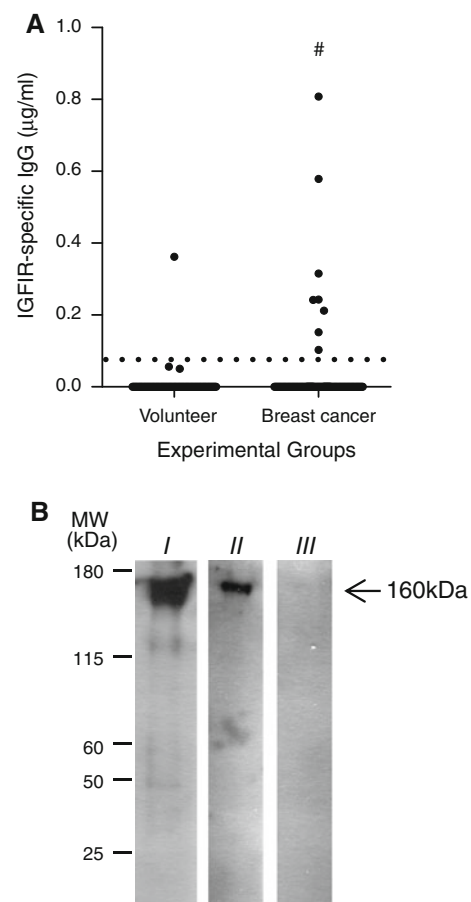 A
1.0
#
0.8
0.6
0.4
0.2
0.0
IGFIR-specific IgG (µg/ml)
Volunteer Breast cancer
Experimental Groups
B
MW
(kDa)
I II III
180
160kDa
115
60
50
25